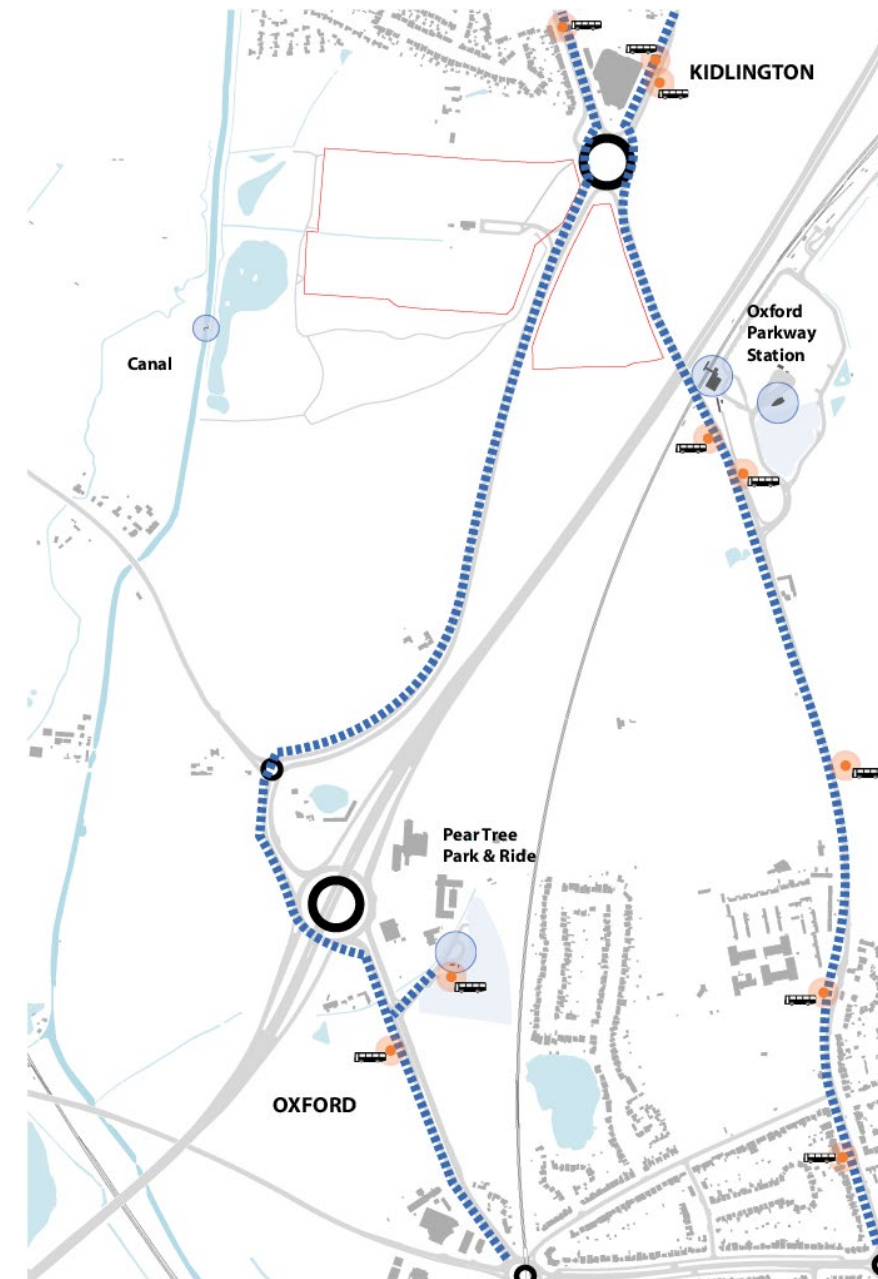 KIDLINGTON
Oxford
Parkway
Station
Canal
Pear Tree
Park & Ride
OXFORD